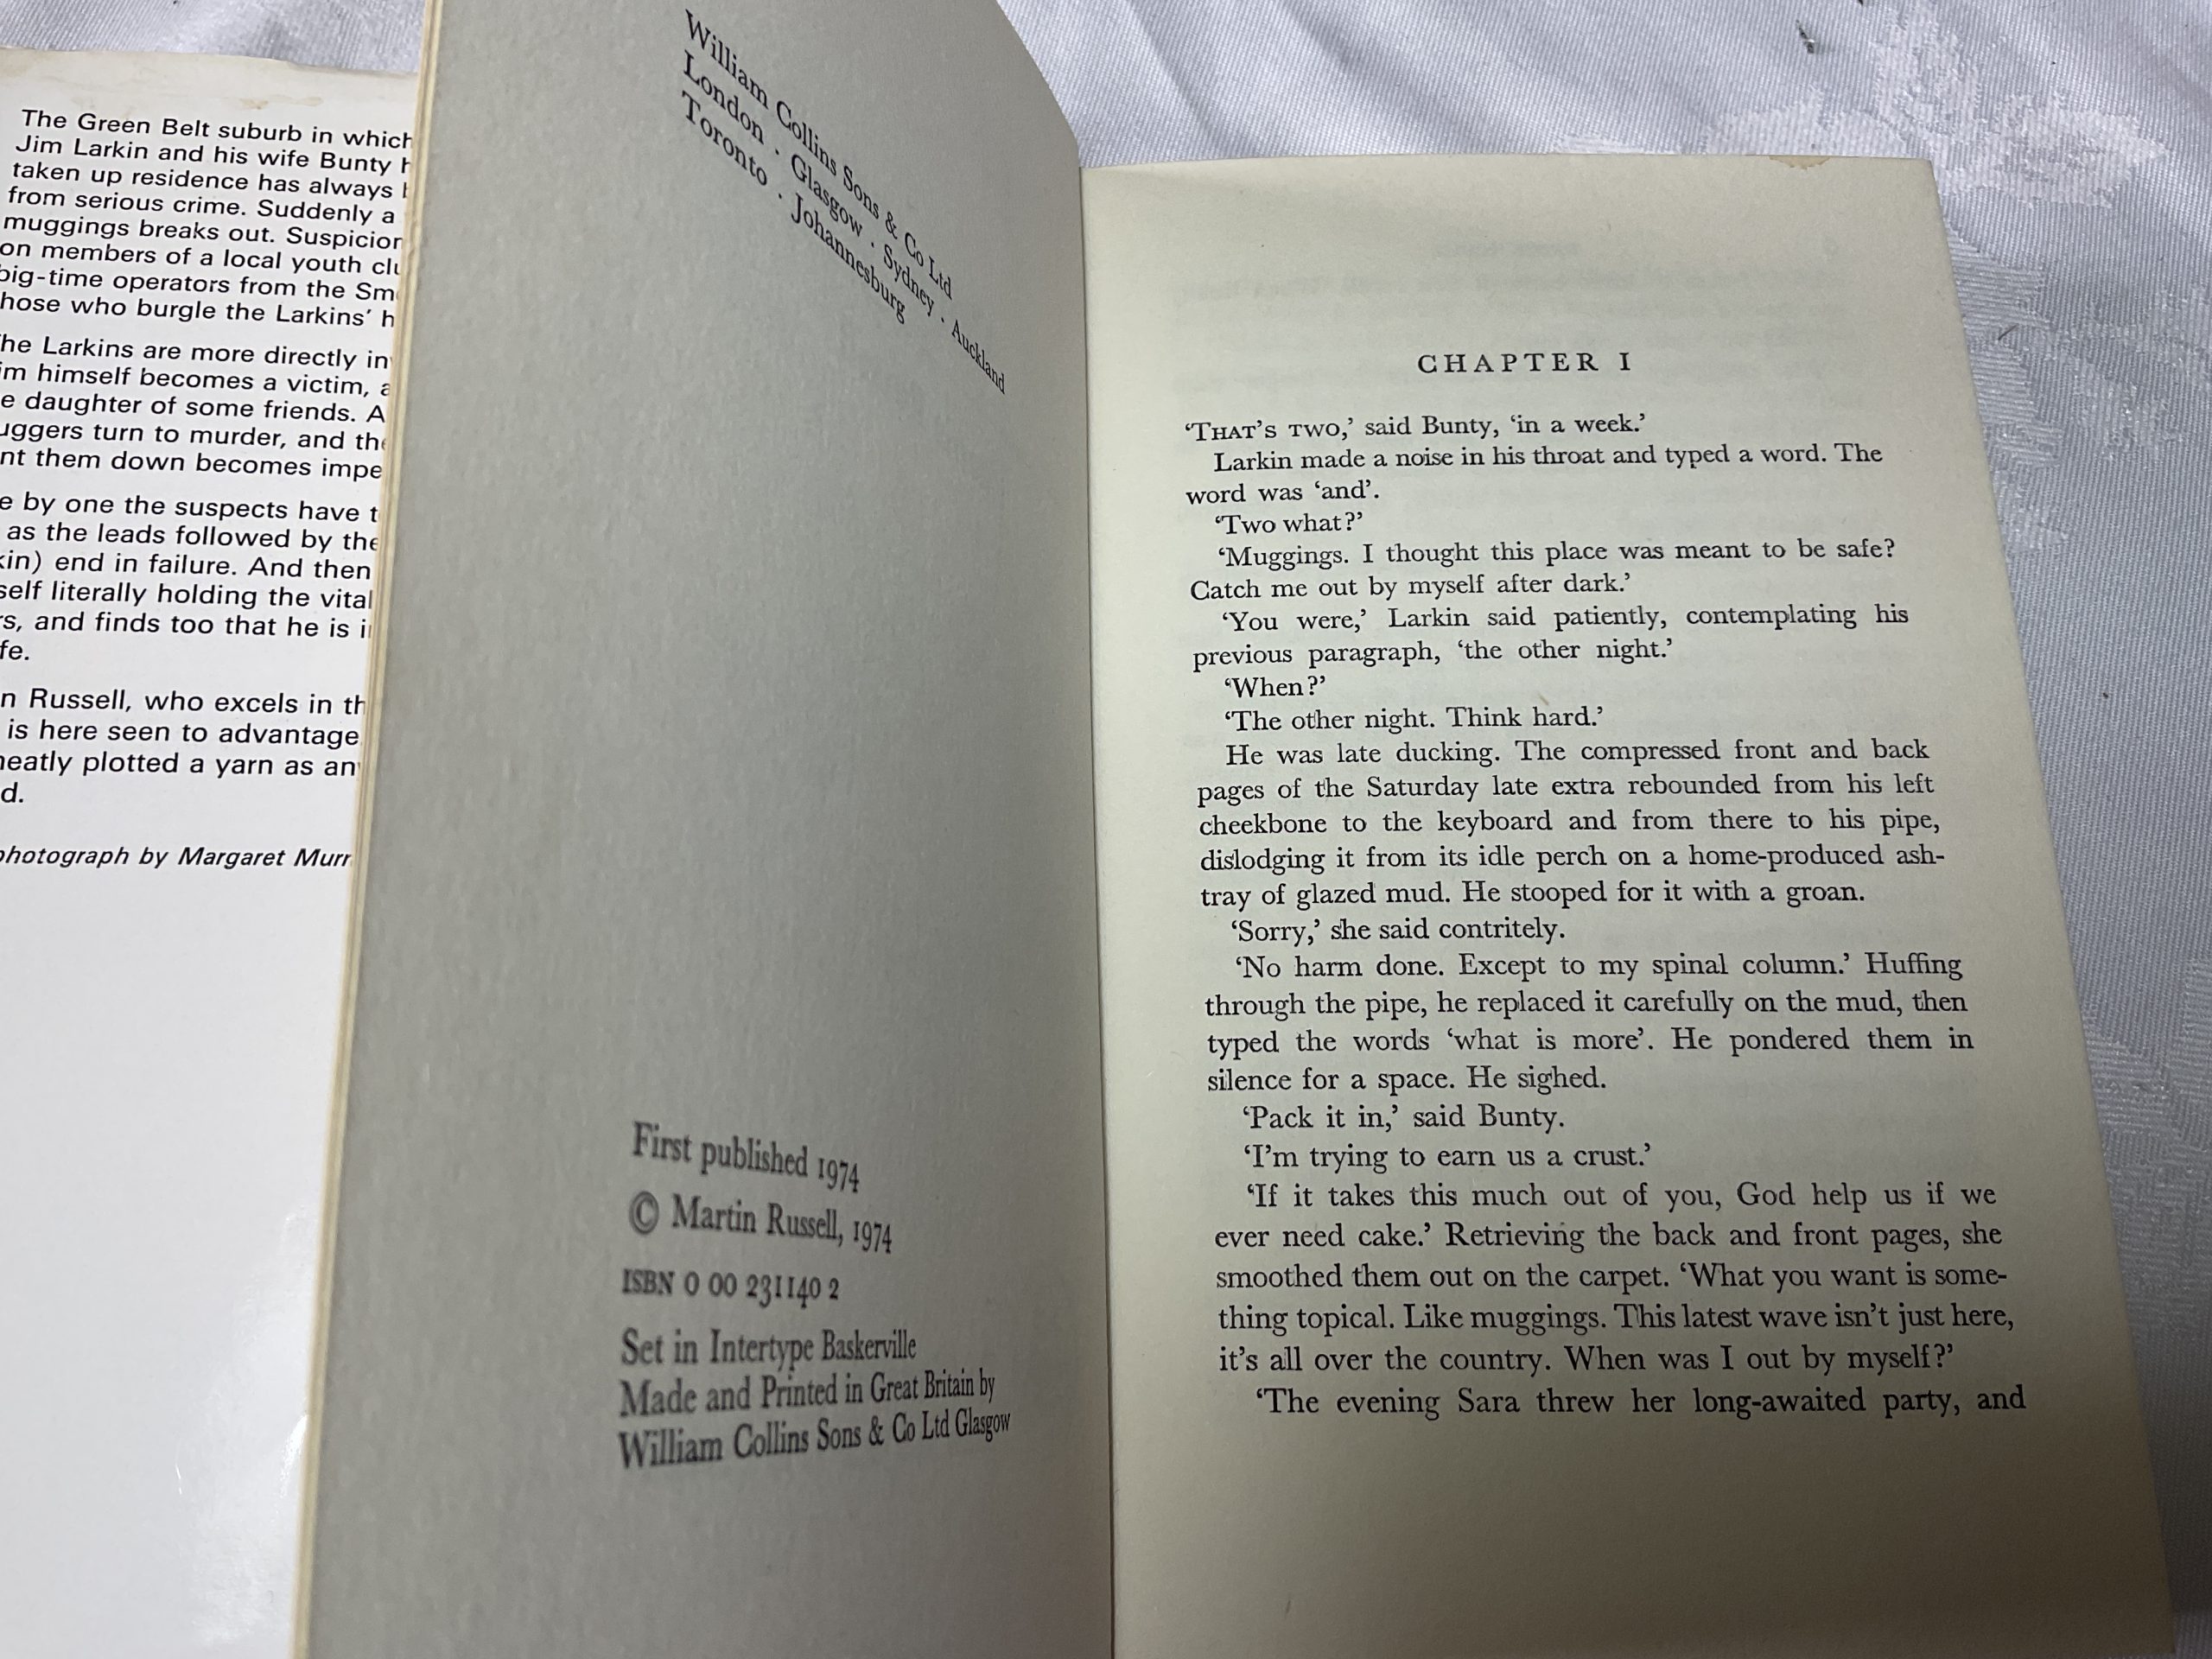 The Green Belt suburb in which
Jim Larkin and his wife Bunty
taken up residence has always
from serious crime. Suddenly a
muggings breaks out. Suspicion
on members of a local youth
big-time operators from the
those who burgle the Larkins'
The Larkins are more directly
himself becomes a victim,
daughter of some friends.
turn to murder, and
them down becomes
by one the suspects have
as the leads followed by the
end in failure. And then
literally holding the vital
and finds too that he is
Russell, who excels in
is here seen to advantage
neatly plotted a yarn as
photograph by Margaret
William Collins Sons & Co Ltd
London · Glasgow · Sydney · Auckland
Toronto · Johannesburg
First published 1974
© Martin Russell, 1974
ISBN 0 00 231140 2
Set in Intertype Baskerville
Made and Printed in Great Britain by
William Collins Sons & Co Ltd Glasgow
CHAPTER I
‘THAT’S TWO,’ said Bunty, ‘in a week.’
Larkin made a noise in his throat and typed a word. The
word was ‘and’.
‘Two what?’
‘Muggings. I thought this place was meant to be safe?
Catch me out by myself after dark.’
‘You were,’ Larkin said patiently, contemplating his
previous paragraph, ‘the other night.’
‘When?’
‘The other night. Think hard.’
He was late ducking. The compressed front and back
pages of the Saturday late extra rebounded from his left
cheekbone to the keyboard and from there to his pipe,
dislodging it from its idle perch on a home-produced ash-
tray of glazed mud. He stooped for it with a groan.
‘Sorry,’ she said contritely.
‘No harm done. Except to my spinal column.’ Huffing
through the pipe, he replaced it carefully on the mud, then
typed the words ‘what is more’. He pondered them in
silence for a space. He sighed.
‘Pack it in,’ said Bunty.
‘I’m trying to earn us a crust.’
‘If it takes this much out of you, God help us if we
ever need cake.’ Retrieving the back and front pages, she
smoothed them out on the carpet. ‘What you want is some-
thing topical. Like muggings. This latest wave isn’t just here,
it’s all over the country. When was I out by myself?’
‘The evening Sara threw her long-awaited party, and